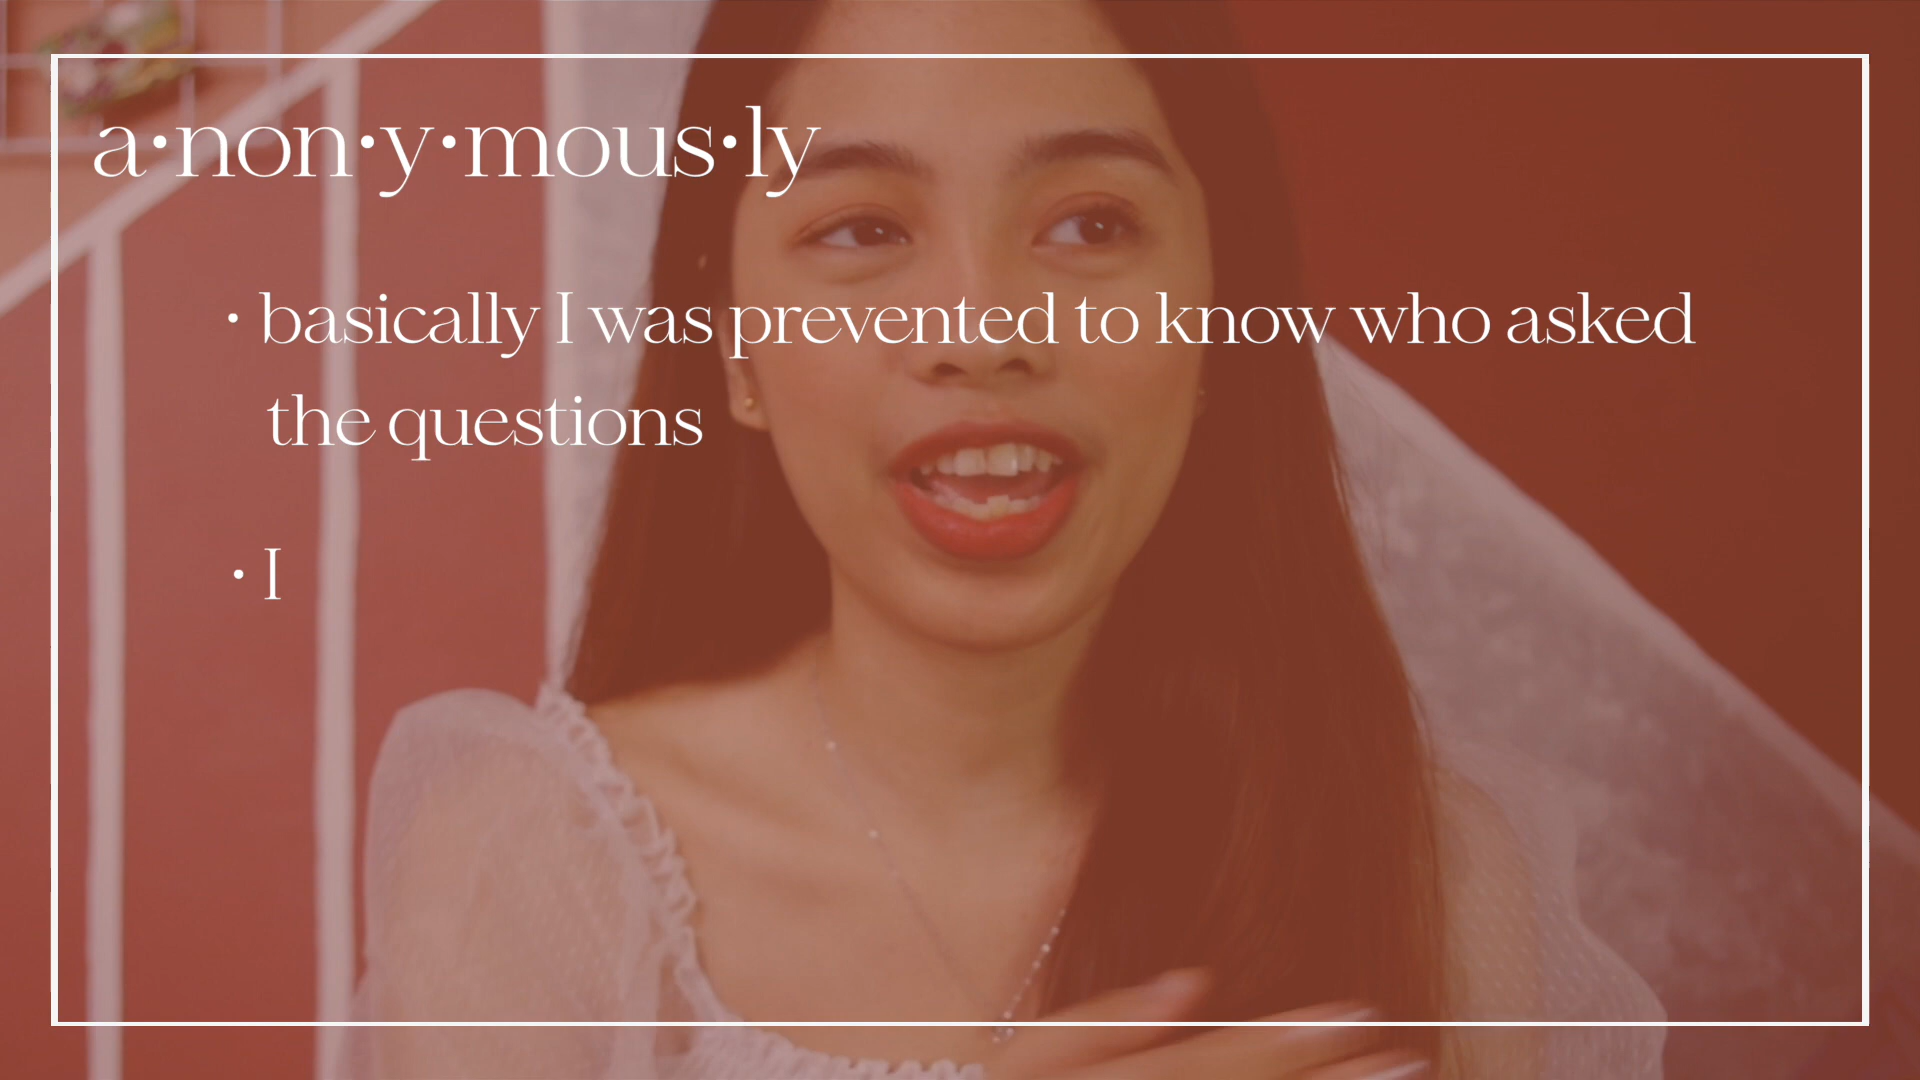 a·non·y·mous·ly
· basically I was prevented to know who asked
the questions
· I